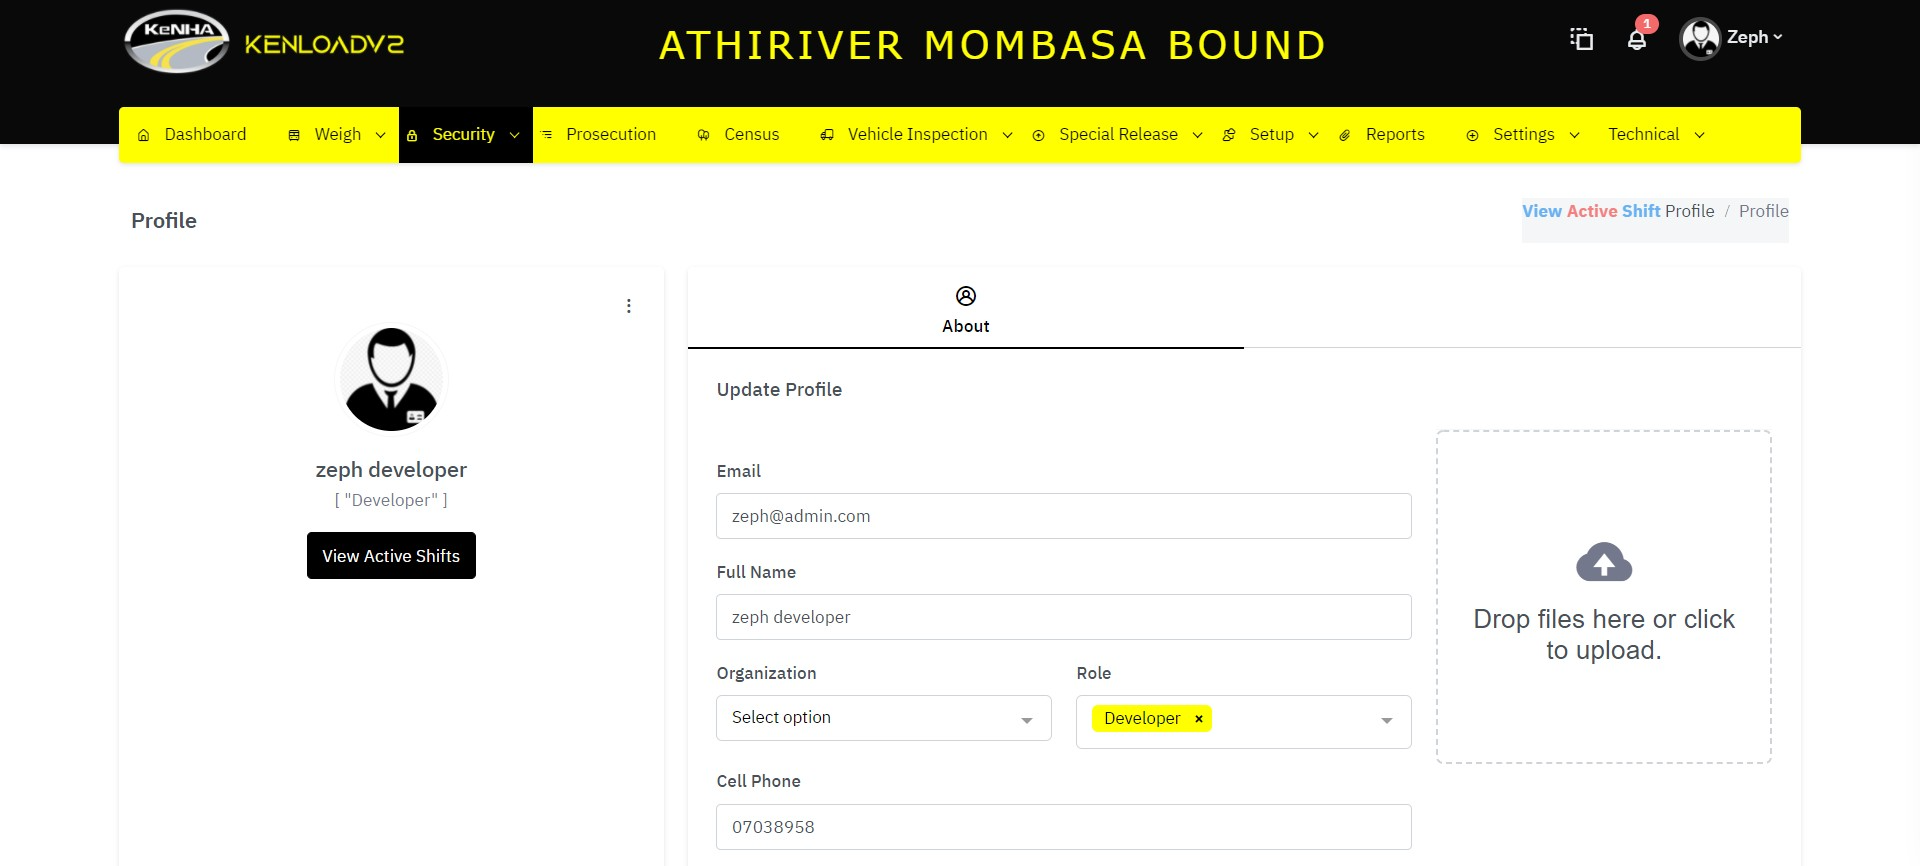 KeNHA
KENLOADV2
ATHIRIVER MOMBASA BOUND
1
Zeph
Dashboard
Weigh
Security
Prosecution
Census
Vehicle Inspection
Special Release
Setup
Reports
Settings
Technical
Profile
View Active Shift Profile / Profile
zeph developer
[ "Developer" ]
View Active Shifts
About
Update Profile
Email
zeph@admin.com
Full Name
zeph developer
Organization
Select option
Role
Developer ×
Cell Phone
07038958
Drop files here or click
to upload.